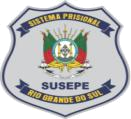 SISTEMA PRISIONAL
SUSEPE
RIO GRANDE DO SUL